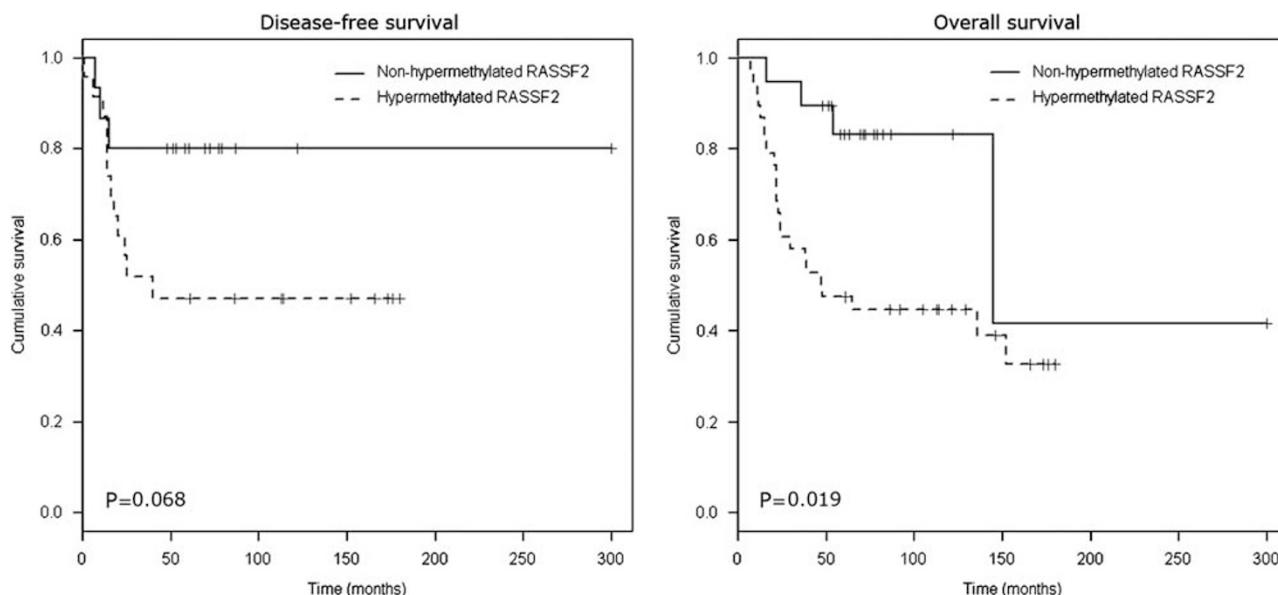 Disease-free survival
1.0
Non-hypermethylated RASSF2
Hypermethylated RASSF2
0.8
0.6
Cumulative survival
0.4
0.2
P=0.068
0.0
0 50 100 150 200 250 300
Time (months)
Overall survival
1.0
Non-hypermethylated RASSF2
Hypermethylated RASSF2
0.8
0.6
Cumulative survival
0.4
0.2
P=0.019
0.0
0 50 100 150 200 250 300
Time (months)